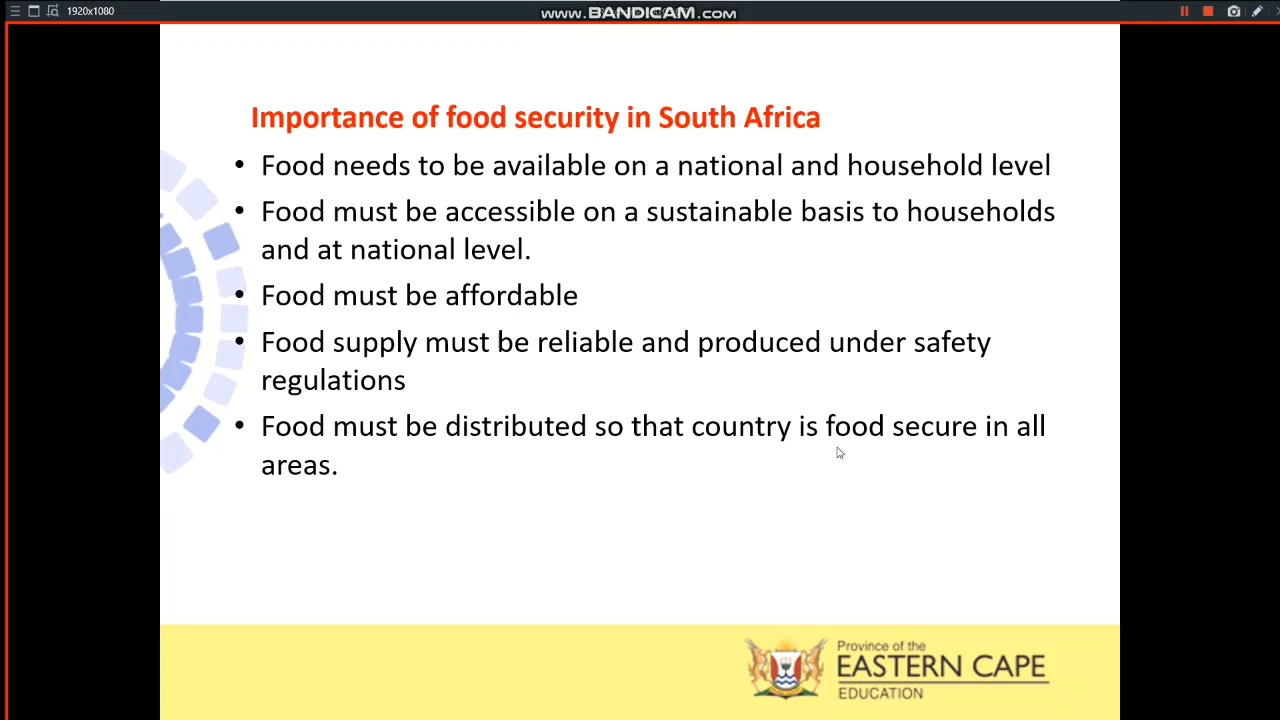 1920x1080
www.BANDICAM.com
Importance of food security in South Africa
• Food needs to be available on a national and household level
• Food must be accessible on a sustainable basis to households
and at national level.
• Food must be affordable
• Food supply must be reliable and produced under safety
regulations
• Food must be distributed so that country is food secure in all
areas.
Province of the
EASTERN CAPE
EDUCATION